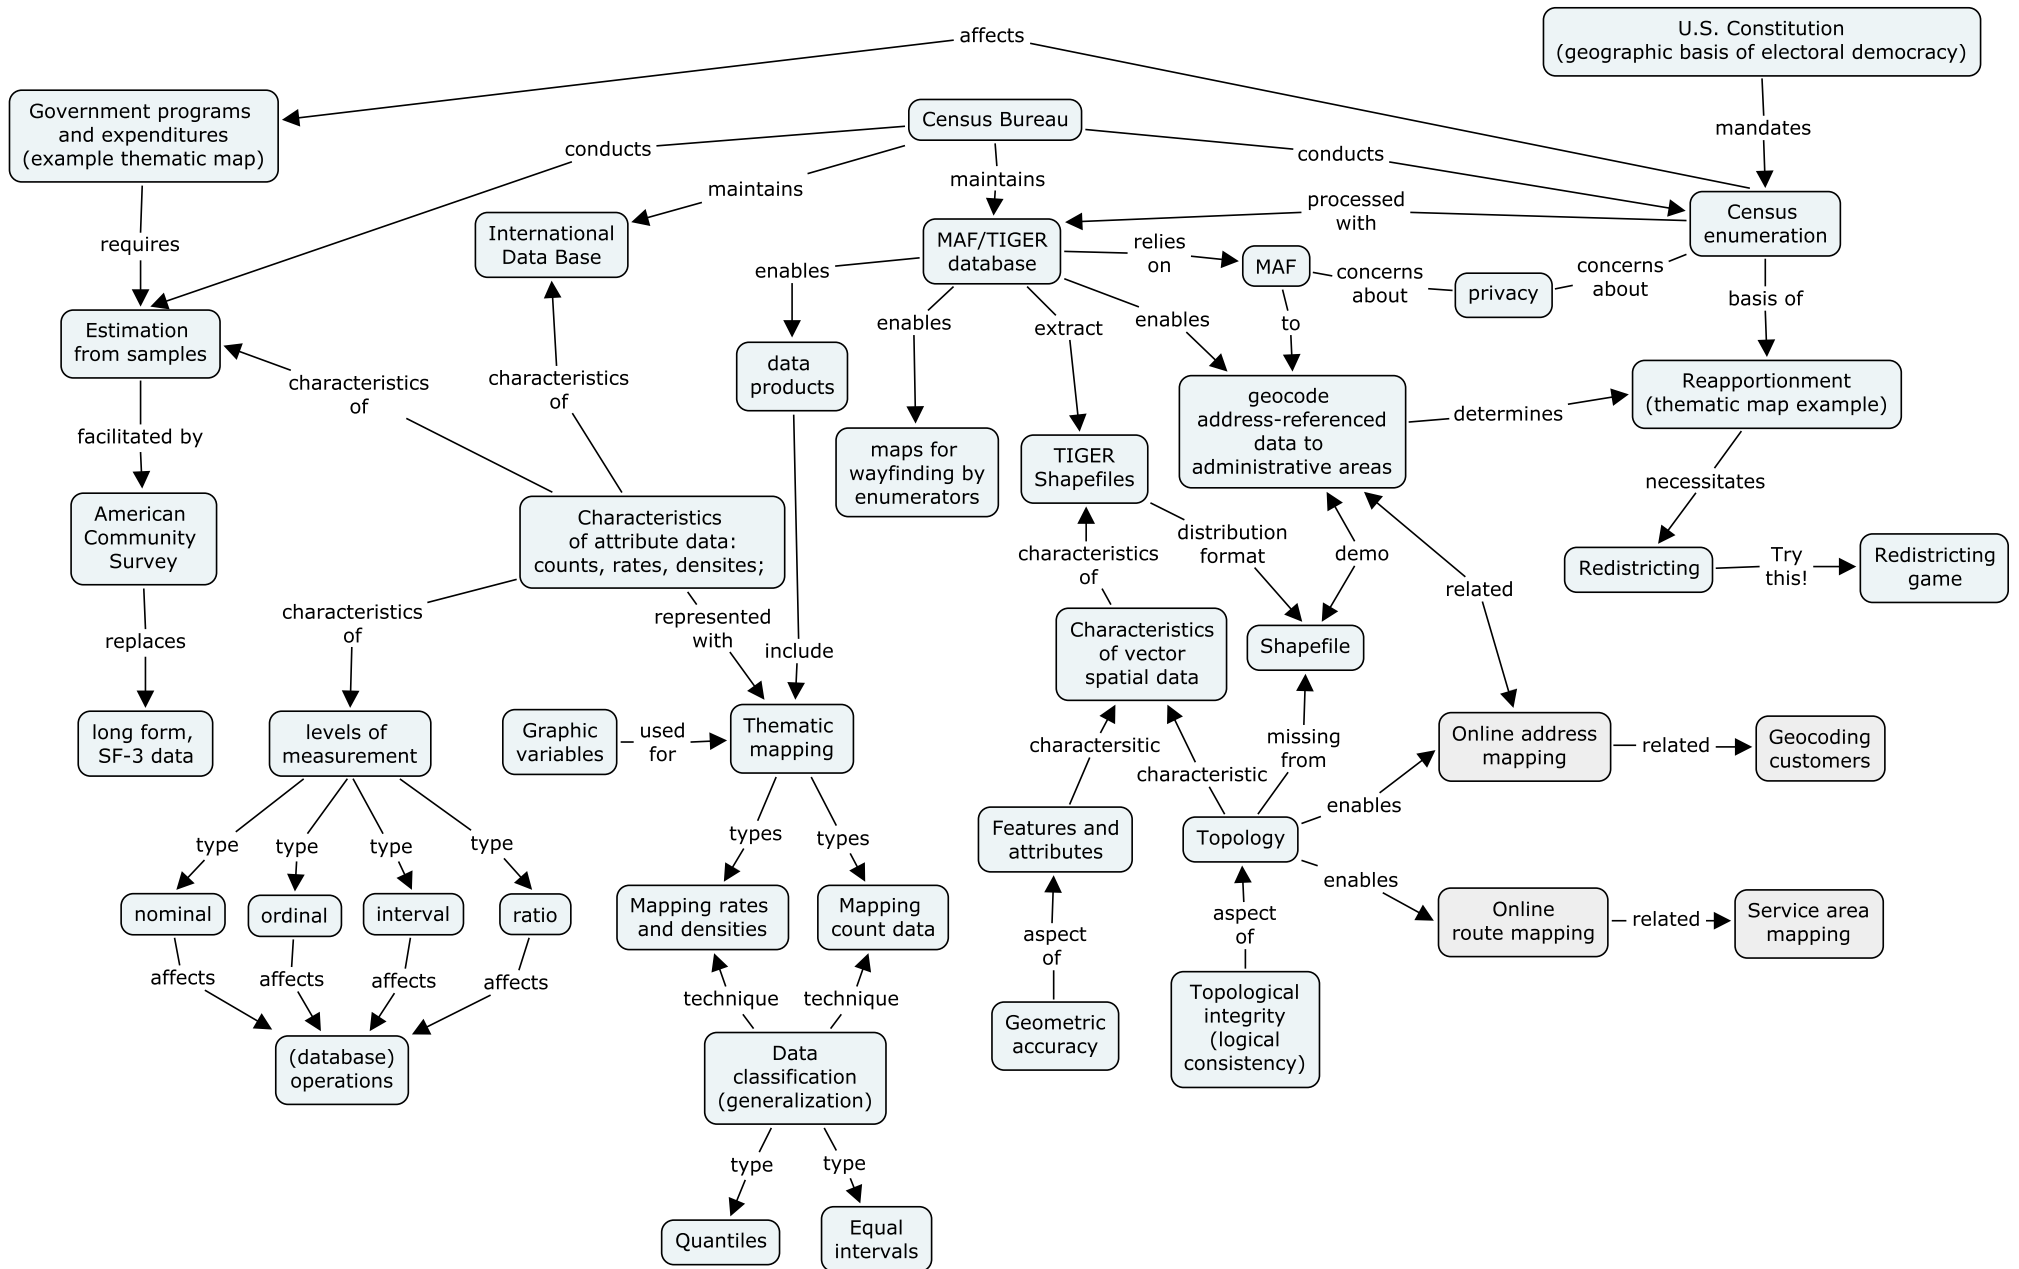 affects
U.S. Constitution
(geographic basis of electoral democracy)
Government programs
and expenditures
(example thematic map)
Census Bureau
conducts
conducts
mandates
maintains
maintains
processed
with
Census
enumeration
International
Data Base
MAF/TIGER
database
requires
enables
relies
on
MAF
concerns
about
privacy
concerns
about
basis of
Estimation
from samples
enables
extract
enables
to
data
products
characteristics
of
characteristics
of
geocode
address-referenced
data to
administrative areas
determines
Reapportionment
(thematic map example)
facilitated by
maps for
wayfinding by
enumerators
TIGER
Shapefiles
necessitates
American
Community
Survey
Characteristics
of attribute data:
counts, rates, densites;
characteristics
of
distribution
format
demo
Redistricting
Try
this!
Redistricting
game
related
characteristics
of
represented
with
include
replaces
Characteristics
of vector
spatial data
Shapefile
long form,
SF-3 data
levels of
measurement
Graphic
variables
used
for
Thematic
mapping
charactersitic
characteristic
missing
from
Online address
mapping
related
Geocoding
customers
type
type
type
type
types
types
Features and
attributes
Topology
enables
enables
nominal
ordinal
interval
ratio
Mapping rates
and densities
Mapping
count data
aspect
of
aspect
of
Online
route mapping
related
Service area
mapping
affects
affects
affects
affects
technique
technique
Geometric
accuracy
Topological
integrity
(logical
consistency)
(database)
operations
Data
classification
(generalization)
type
type
Quantiles
Equal
intervals